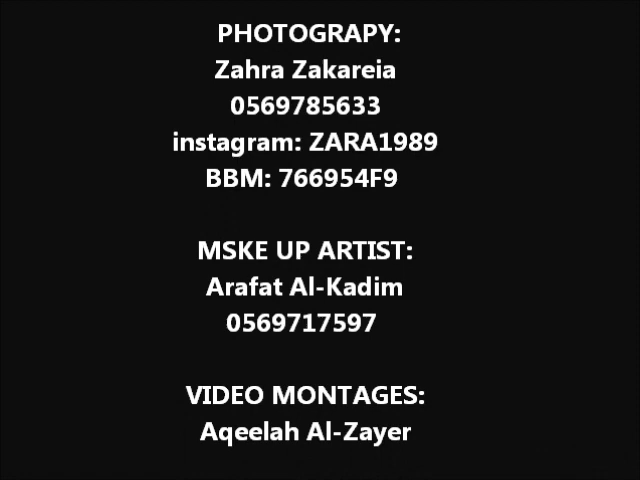 PHOTOGRAPY:
Zahra Zakareia
0569785633
instagram: ZARA1989
BBM: 766954F9
MSKE UP ARTIST:
Arafat Al-Kadim
0569717597
VIDEO MONTAGES:
Aqeelah Al-Zayer